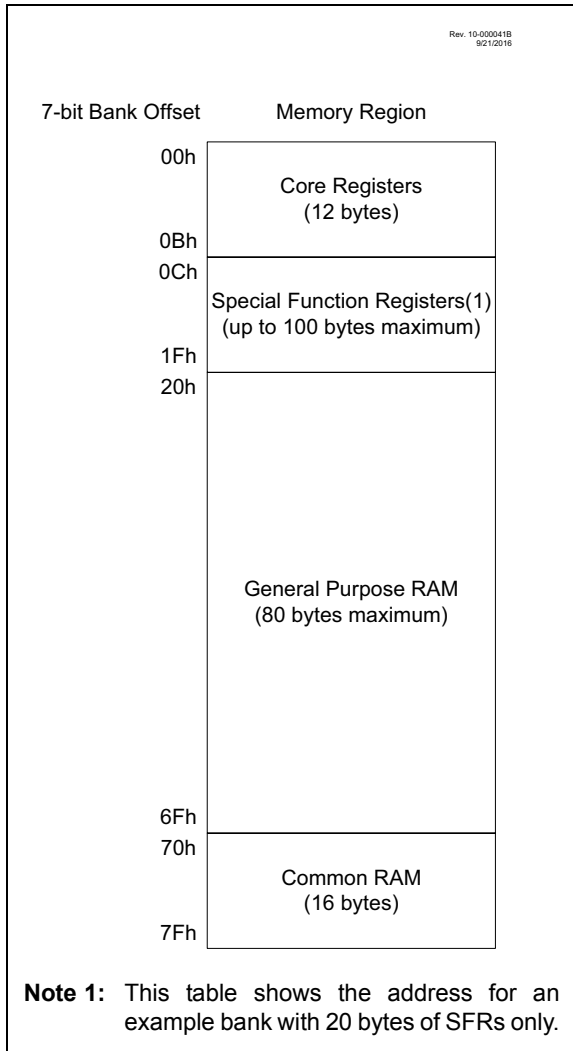 Rev. 10-000041B
9/21/2016
7-bit Bank Offset Memory Region
00h
Core Registers
(12 bytes)
0Bh
0Ch
Special Function Registers(1)
(up to 100 bytes maximum)
1Fh
20h
General Purpose RAM
(80 bytes maximum)
6Fh
70h
Common RAM
(16 bytes)
7Fh
Note 1: This table shows the address for an
example bank with 20 bytes of SFRs only.